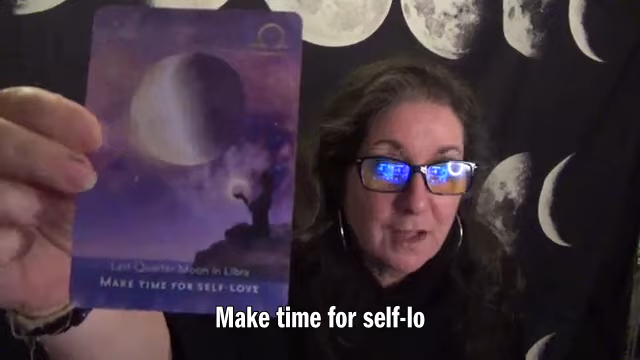 Last Quarter Moon in Libra
MAKE TIME FOR SELF-LOVE
Make time for self-lo